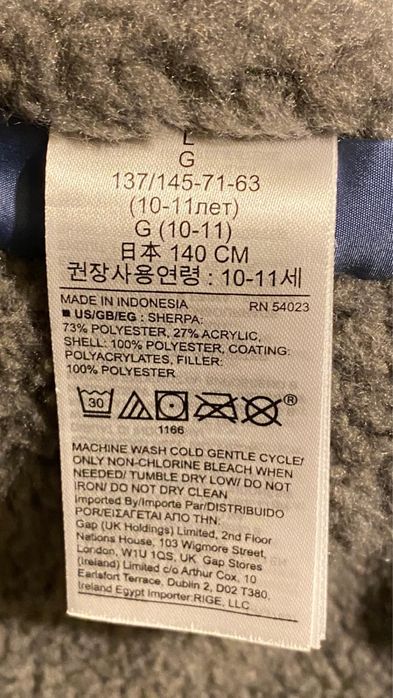 L
G
137/145-71-63
(10-11лет)
G (10-11)
日本 140 CM
권장사용연령 : 10-11세
MADE IN INDONESIA RN 54023
■ US/GB/EG : SHERPA:
73% POLYESTER, 27% ACRYLIC,
SHELL: 100% POLYESTER, COATING:
POLYACRYLATES, FILLER:
100% POLYESTER
30 ®
1166
MACHINE WASH COLD GENTLE CYCLE/
ONLY NON-CHLORINE BLEACH WHEN
NEEDED/ TUMBLE DRY LOW/ DO NOT
IRON/ DO NOT DRY CLEAN
Imported By/Importe Par/DISTRIBUIDO
POR/ΕΙΣΑΓΕΤΑΙ ΑΠΟ ΤΗΝ:
Gap (UK Holdings) Limited, 2nd Floor
Nations House, 103 Wigmore Street,
London, W1U 1QS, UK Gap Stores
(Ireland) Limited c/o Arthur Cox, 10
Earlsfort Terrace, Dublin 2, D02 T380,
Ireland Egypt Importer:RIGE, LLC